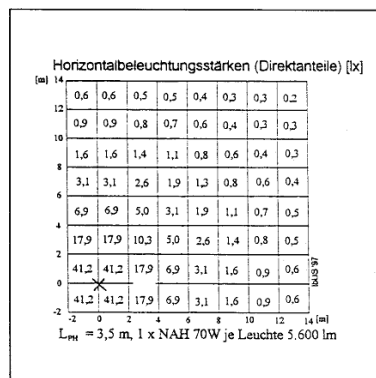 Horizontalbeleuchtungsstärken (Direktanteile) [lx]
[m] 14
0,6 0,6 0,5 0,5 0,4 0,3 0,3 0,2
12
0,9 0,9 0,8 0,7 0,6 0,4 0,3 0,3
10
1,6 1,6 1,4 1,1 0,8 0,6 0,4 0,3
8
3,1 3,1 2,6 1,9 1,3 0,8 0,6 0,4
6
6,9 6,9 5,0 3,1 1,9 1,1 0,7 0,5
4
17,9 17,9 10,3 5,0 2,6 1,4 0,8 0,5
2
41,2 41,2 17,9 6,9 3,1 1,6 0,9 0,6
0
41,2 41,2 17,9 6,9 3,1 1,6 0,9 0,6
-2
-2 0 2 4 6 8 10 12 14 [m]
L_PH = 3,5 m, 1 x NAH 70W je Leuchte 5.600 lm